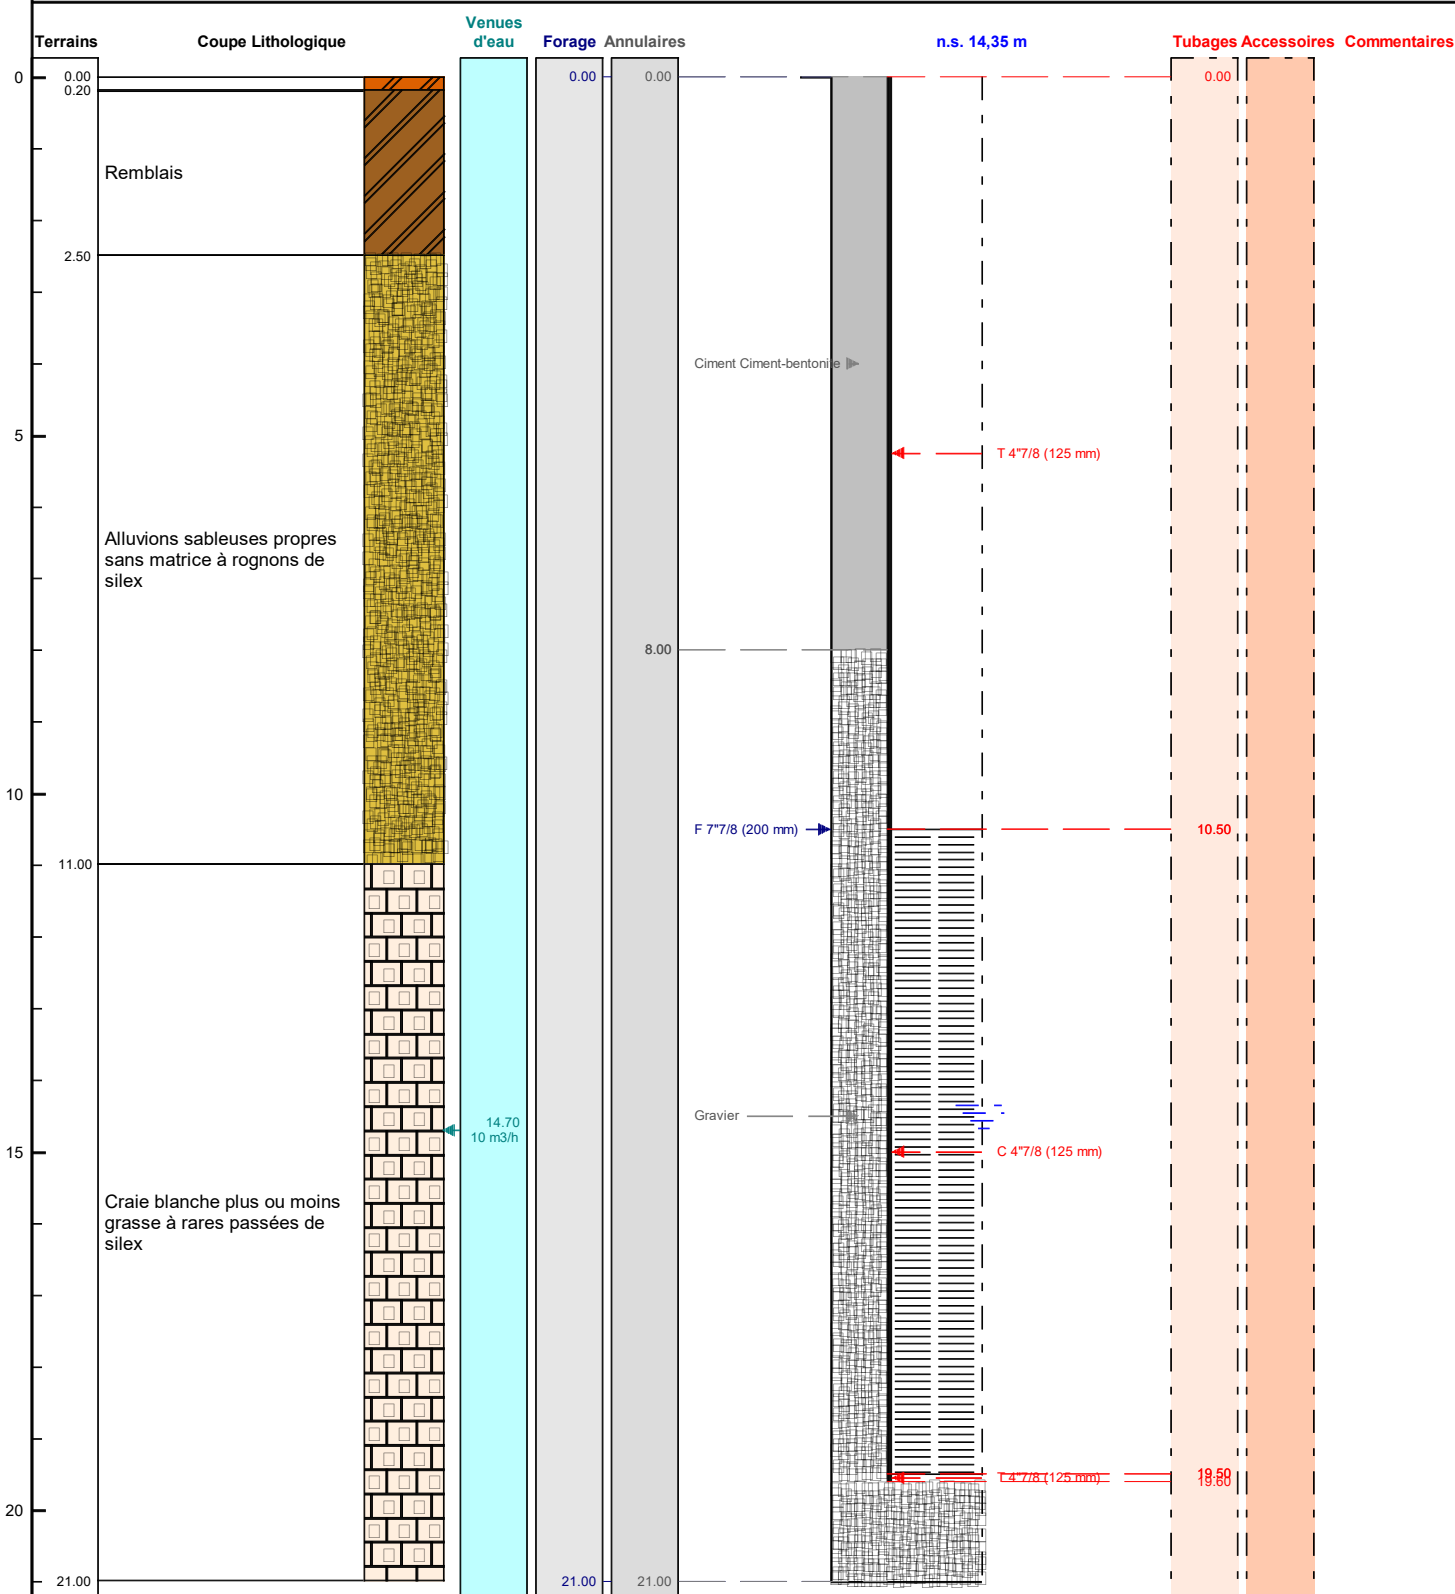 Terrains Coupe Lithologique Venues d'eau Forage Annulaires n.s. 14,35 m Tubages Accessoires Commentaires
0 0.00 0.00 0.00 0.00
0.20
Remblais
2.50
Ciment Ciment-bentonite
5
T 4"7/8 (125 mm)
Alluvions sableuses propres
sans matrice à rognons de
silex
8.00
10
F 7"7/8 (200 mm) 10.50
11.00
Gravier
14.70
10 m3/h
15
C 4"7/8 (125 mm)
Craie blanche plus ou moins
grasse à rares passées de
silex
T 4"7/8 (125 mm) 19.50
19.60
20
21.00 21.00 21.00